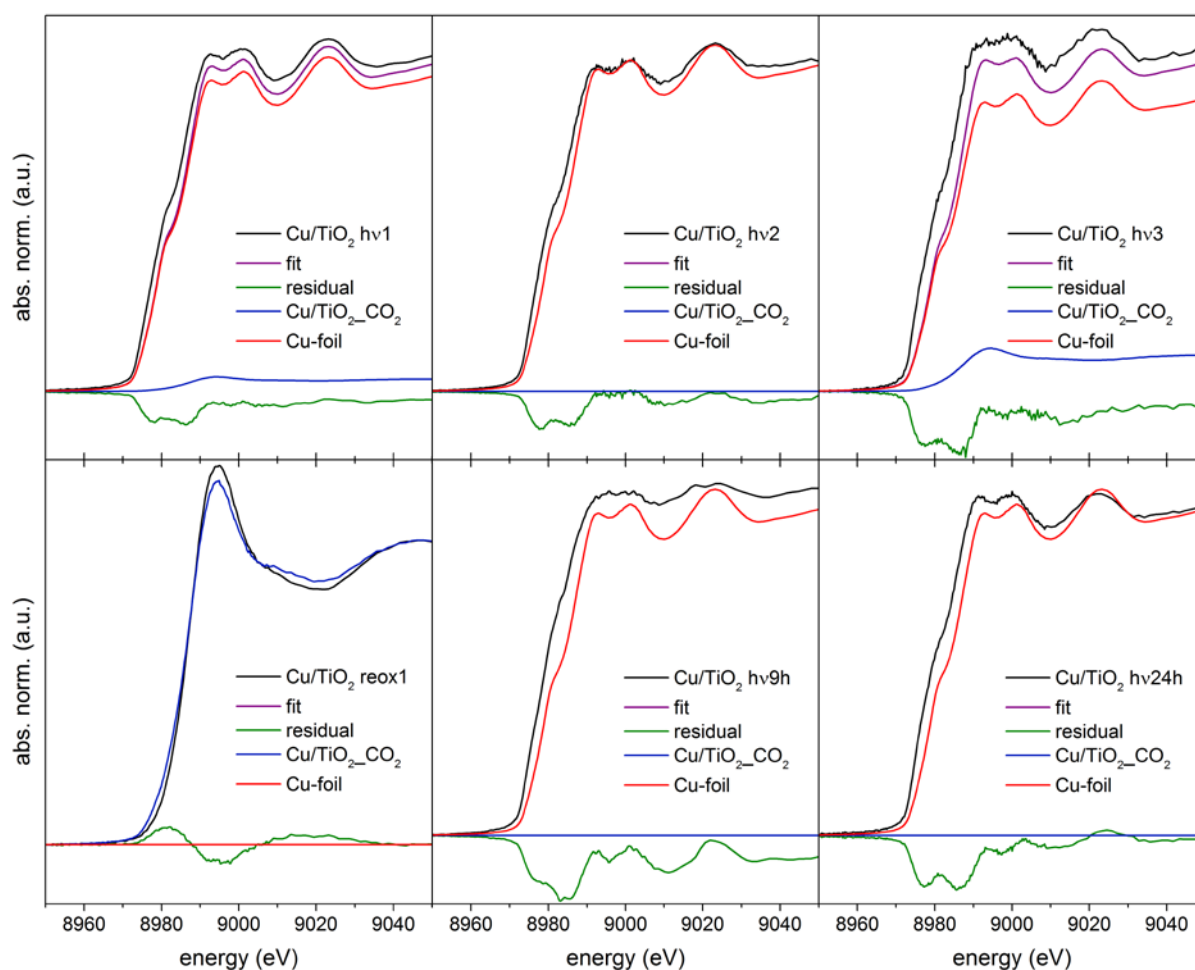 abs. norm. (a.u.)
Cu/TiO₂ hν1
fit
residual
Cu/TiO₂_CO₂
Cu-foil
Cu/TiO₂ hν2
fit
residual
Cu/TiO₂_CO₂
Cu-foil
Cu/TiO₂ hν3
fit
residual
Cu/TiO₂_CO₂
Cu-foil
abs. norm. (a.u.)
Cu/TiO₂ reox1
fit
residual
Cu/TiO₂_CO₂
Cu-foil
Cu/TiO₂ hν9h
fit
residual
Cu/TiO₂_CO₂
Cu-foil
Cu/TiO₂ hν24h
fit
residual
Cu/TiO₂_CO₂
Cu-foil
8960 8980 9000 9020 9040 8960 8980 9000 9020 9040 8960 8980 9000 9020 9040
energy (eV) energy (eV) energy (eV)